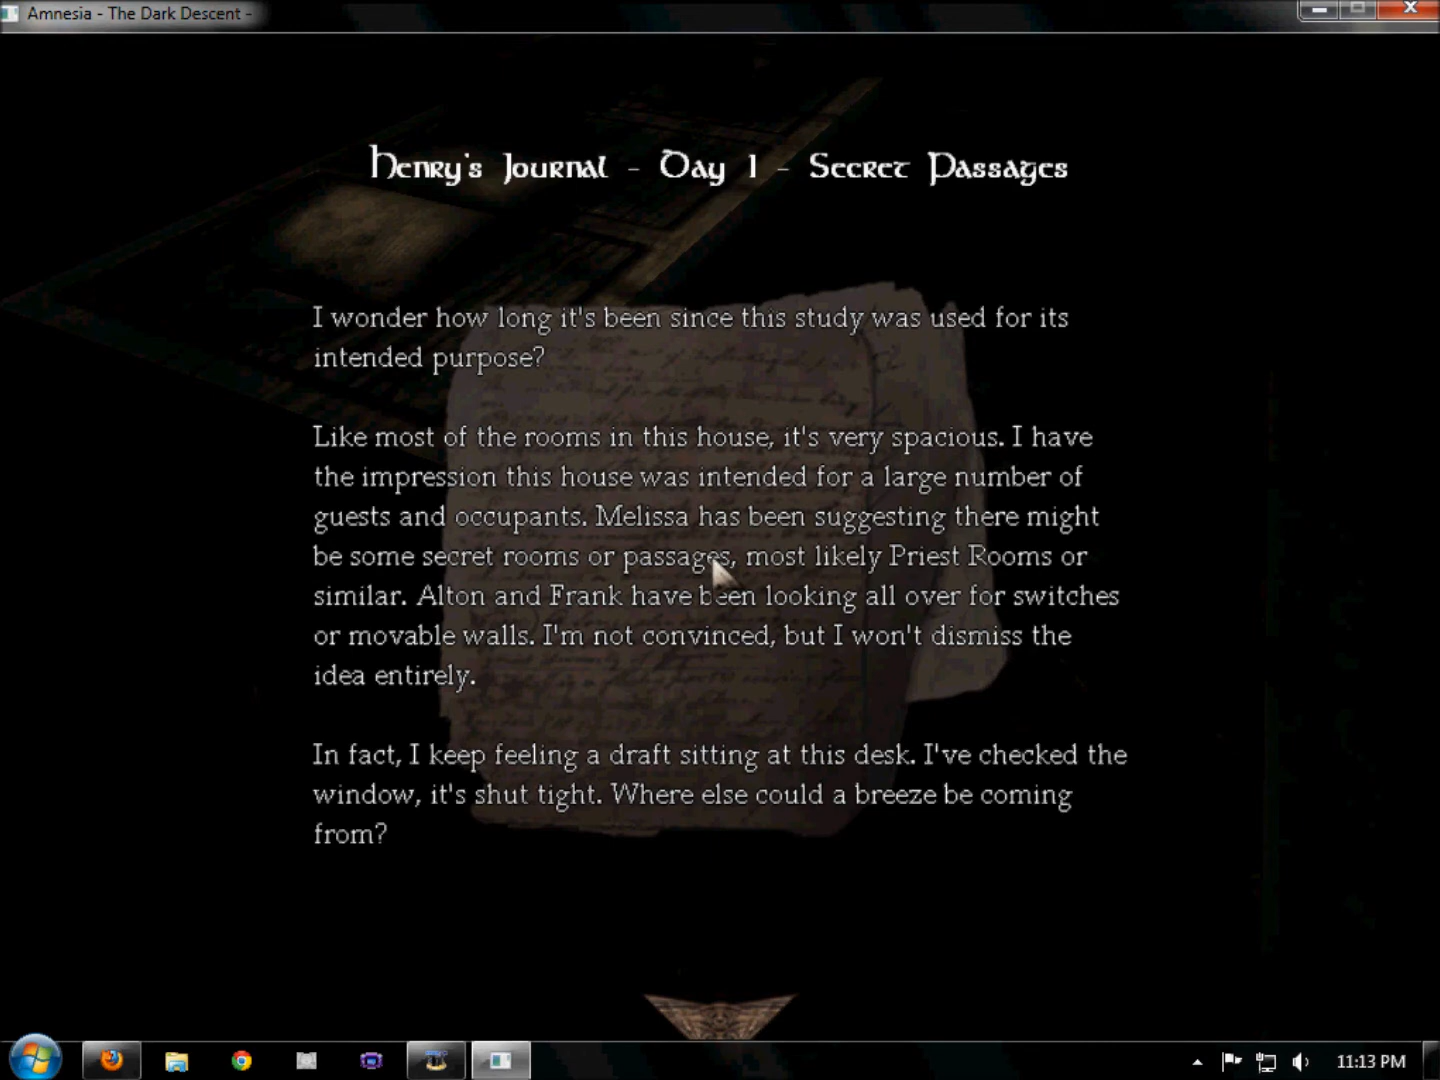 Amnesia - The Dark Descent -
Henry's Journal - Day 1 - Secret Passages
I wonder how long it's been since this study was used for its
intended purpose?
Like most of the rooms in this house, it's very spacious. I have
the impression this house was intended for a large number of
guests and occupants. Melissa has been suggesting there might
be some secret rooms or passages, most likely Priest Rooms or
similar. Alton and Frank have been looking all over for switches
or movable walls. I'm not convinced, but I won't dismiss the
idea entirely.
In fact, I keep feeling a draft sitting at this desk. I've checked the
window, it's shut tight. Where else could a breeze be coming
from?
11:13 PM